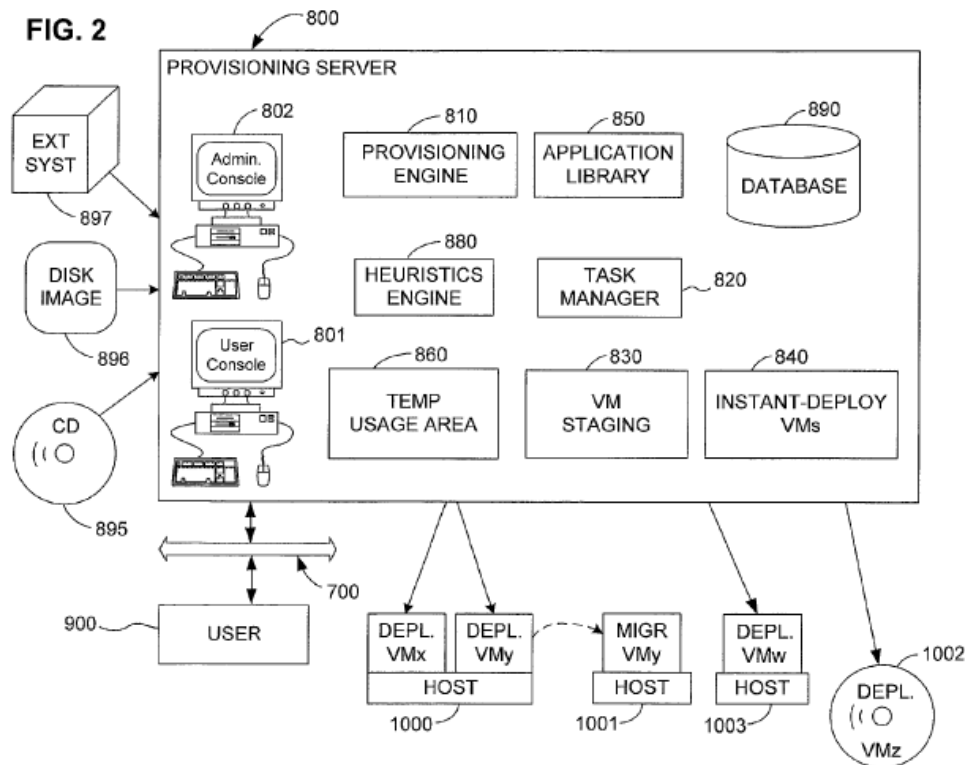 FIG. 2
800
PROVISIONING SERVER
EXT
SYST
897
DISK
IMAGE
896
CD
895
802
Admin.
Console
801
User
Console
810
PROVISIONING
ENGINE
850
APPLICATION
LIBRARY
890
DATABASE
880
HEURISTICS
ENGINE
TASK
MANAGER
820
860
TEMP
USAGE AREA
830
VM
STAGING
840
INSTANT-DEPLOY
VMs
700
900
USER
DEPL.
VMx
DEPL.
VMy
HOST
1000
MIGR
VMy
HOST
1001
DEPL.
VMw
HOST
1003
1002
DEPL.
VMz